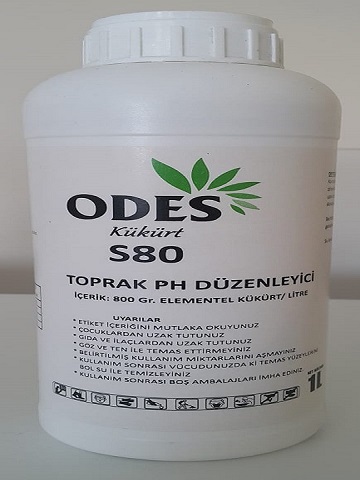 ODES
Kükürt
S80
TOPRAK PH DÜZENLEYİCİ
İÇERİK: 800 Gr. ELEMENTEL KÜKÜRT/ LİTRE
UYARILAR
• ETİKET İÇERİĞİNİ MUTLAKA OKUYUNUZ
• ÇOCUKLARDAN UZAK TUTUNUZ
• GIDA VE İLAÇLARDAN UZAK TUTUNUZ
• GÖZ VE TEN İLE TEMAS ETTİRMEYİNİZ
• BELİRTİLMİŞ KULLANIM MİKTARLARINI AŞMAYINIZ
• KULLANIM SONRASI VÜCUDUNUZDA Kİ TEMAS YÜZEYLERİNİ
BOL SU İLE TEMİZLEYİNİZ
• KULLANIM SONRASI BOŞ AMBALAJLARI İMHA EDİNİZ.
1L